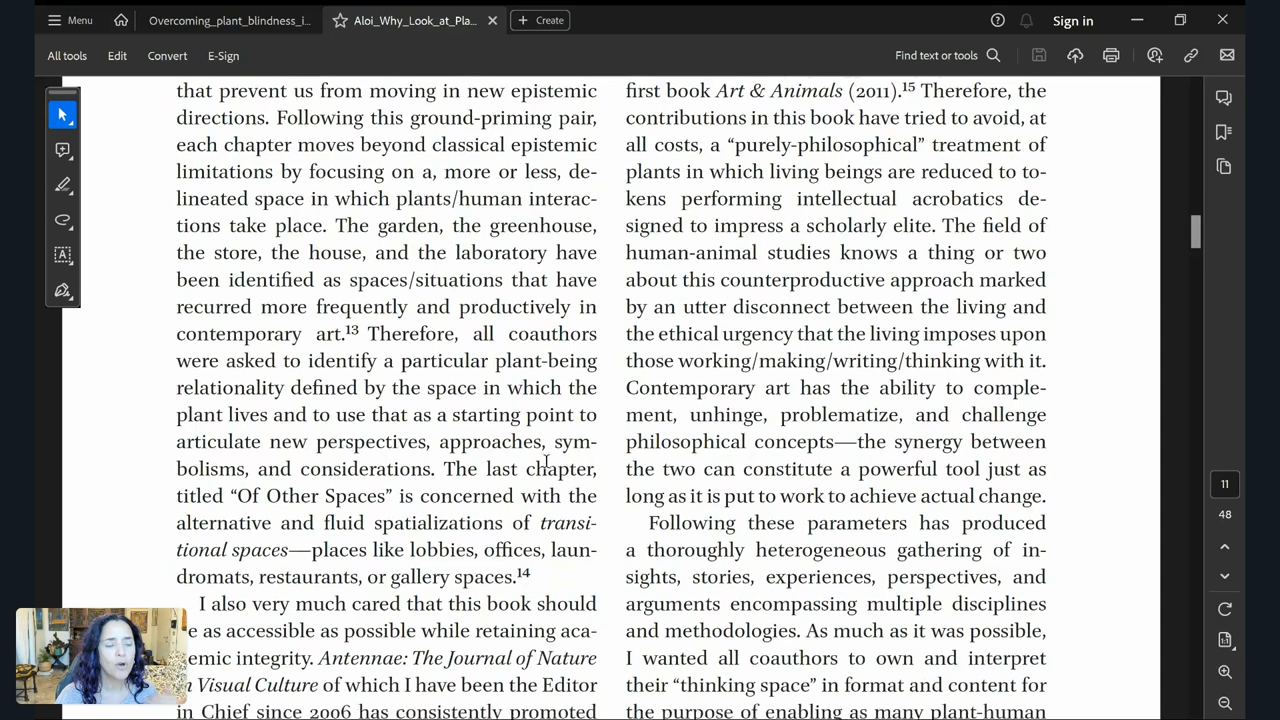 Menu
Overcoming_plant_blindness_i...
Aloi_Why_Look_at_Pla...
Create
Sign in
All tools
Edit
Convert
E-Sign
Find text or tools
that prevent us from moving in new epistemic
directions. Following this ground-priming pair,
each chapter moves beyond classical epistemic
limitations by focusing on a, more or less, de-
lineated space in which plants/human interac-
tions take place. The garden, the greenhouse,
the store, the house, and the laboratory have
been identified as spaces/situations that have
recurred more frequently and productively in
contemporary art.13 Therefore, all coauthors
were asked to identify a particular plant-being
relationality defined by the space in which the
plant lives and to use that as a starting point to
articulate new perspectives, approaches, sym-
bolisms, and considerations. The last chapter,
titled “Of Other Spaces” is concerned with the
alternative and fluid spatializations of transi-
tional spaces—places like lobbies, offices, laun-
dromats, restaurants, or gallery spaces.14
I also very much cared that this book should
e as accessible as possible while retaining aca-
emic integrity. Antennae: The Journal of Nature
n Visual Culture of which I have been the Editor
in Chief since 2006 has consistently promoted
first book Art & Animals (2011).15 Therefore, the
contributions in this book have tried to avoid, at
all costs, a “purely-philosophical” treatment of
plants in which living beings are reduced to to-
kens performing intellectual acrobatics de-
signed to impress a scholarly elite. The field of
human-animal studies knows a thing or two
about this counterproductive approach marked
by an utter disconnect between the living and
the ethical urgency that the living imposes upon
those working/making/writing/thinking with it.
Contemporary art has the ability to comple-
ment, unhinge, problematize, and challenge
philosophical concepts—the synergy between
the two can constitute a powerful tool just as
long as it is put to work to achieve actual change.
Following these parameters has produced
a thoroughly heterogeneous gathering of in-
sights, stories, experiences, perspectives, and
arguments encompassing multiple disciplines
and methodologies. As much as it was possible,
I wanted all coauthors to own and interpret
their “thinking space” in format and content for
the purpose of enabling as many plant-human
11
48